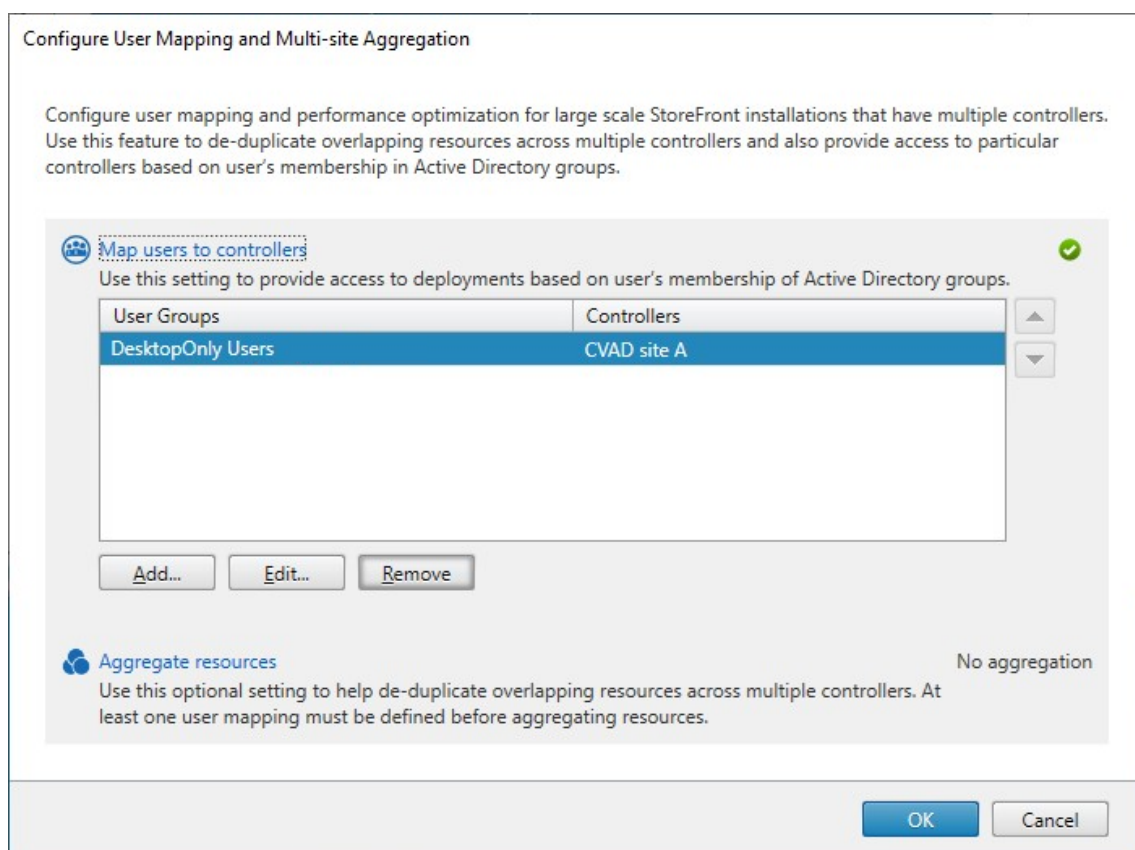 Configure User Mapping and Multi-site Aggregation
Configure user mapping and performance optimization for large scale StoreFront installations that have multiple controllers.
Use this feature to de-duplicate overlapping resources across multiple controllers and also provide access to particular
controllers based on user's membership in Active Directory groups.
Map users to controllers
Use this setting to provide access to deployments based on user's membership of Active Directory groups.
User Groups Controllers
DesktopOnly Users CVAD site A
Add... Edit... Remove
Aggregate resources No aggregation
Use this optional setting to help de-duplicate overlapping resources across multiple controllers. At
least one user mapping must be defined before aggregating resources.
OK Cancel